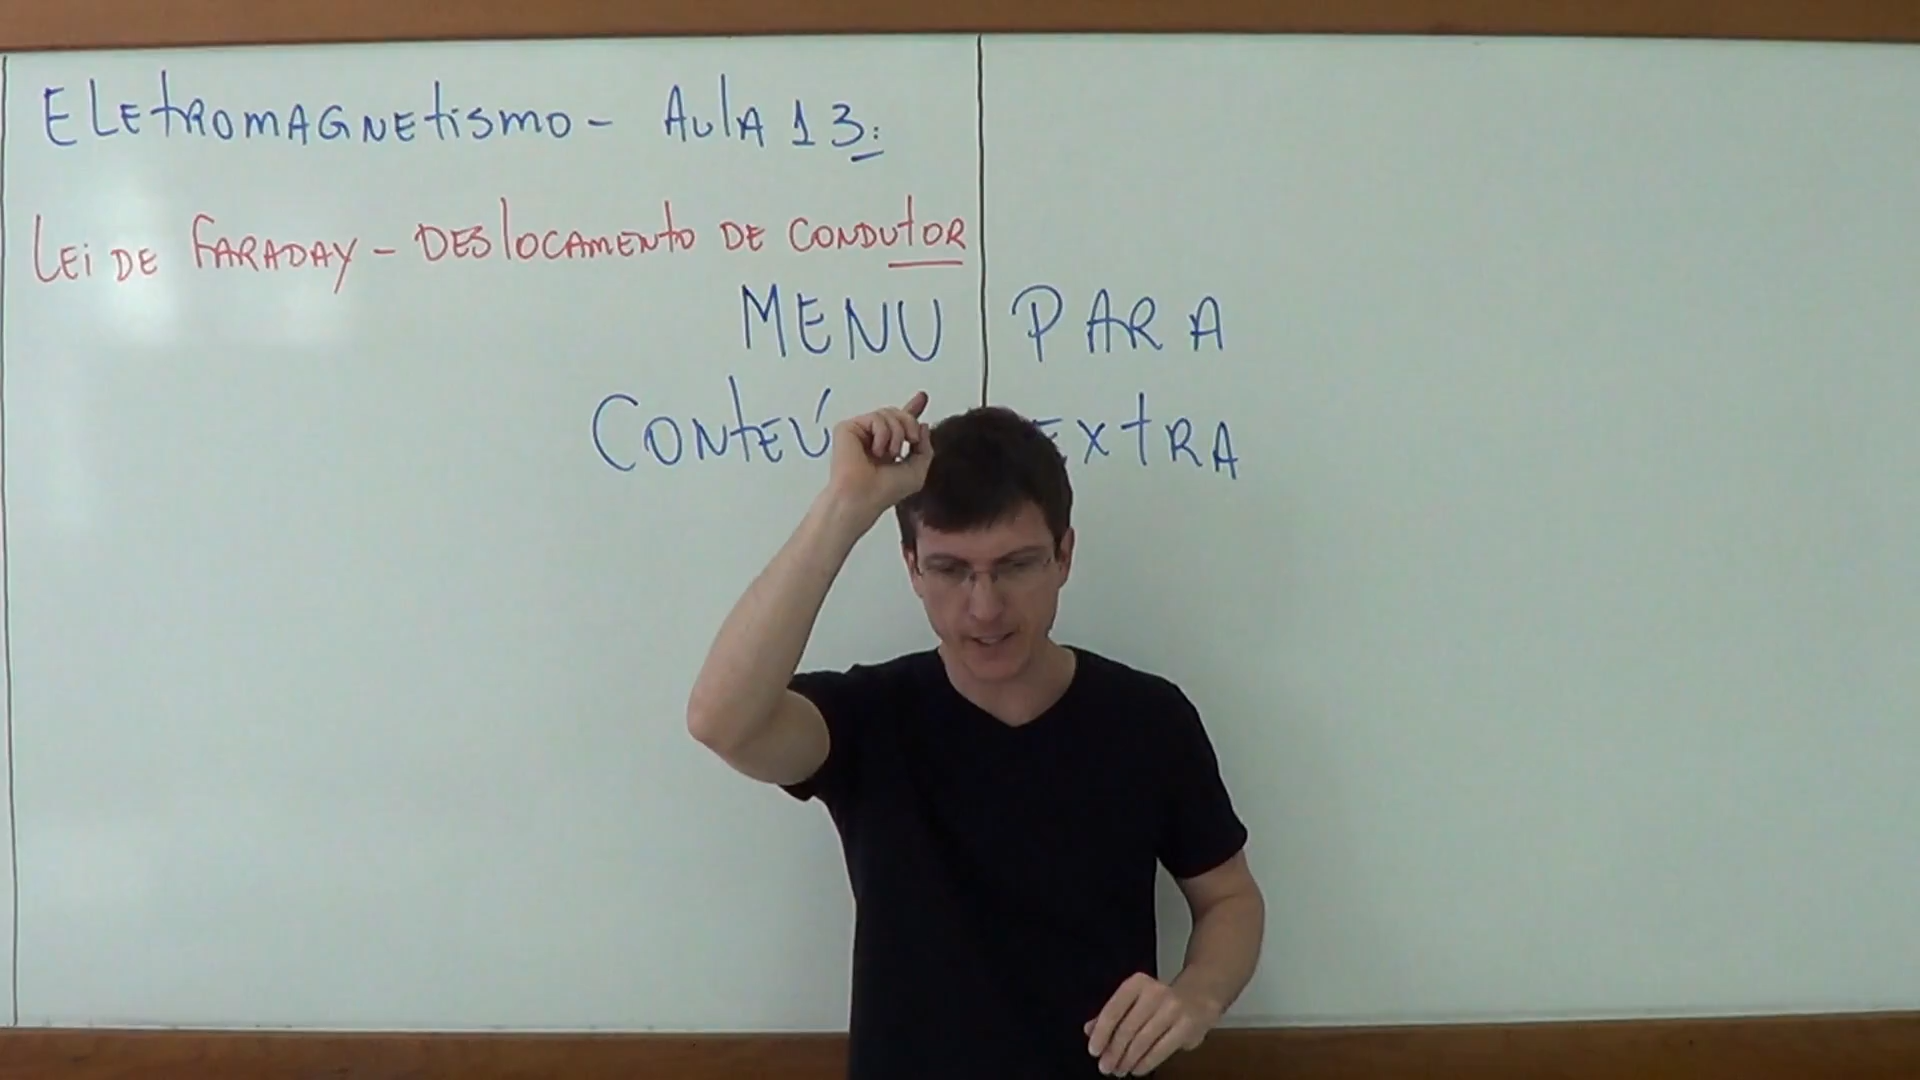 Eletromagnetismo - Aula 13:
Lei de Faraday - Deslocamento de condutor
MENU PARA
EXTRA